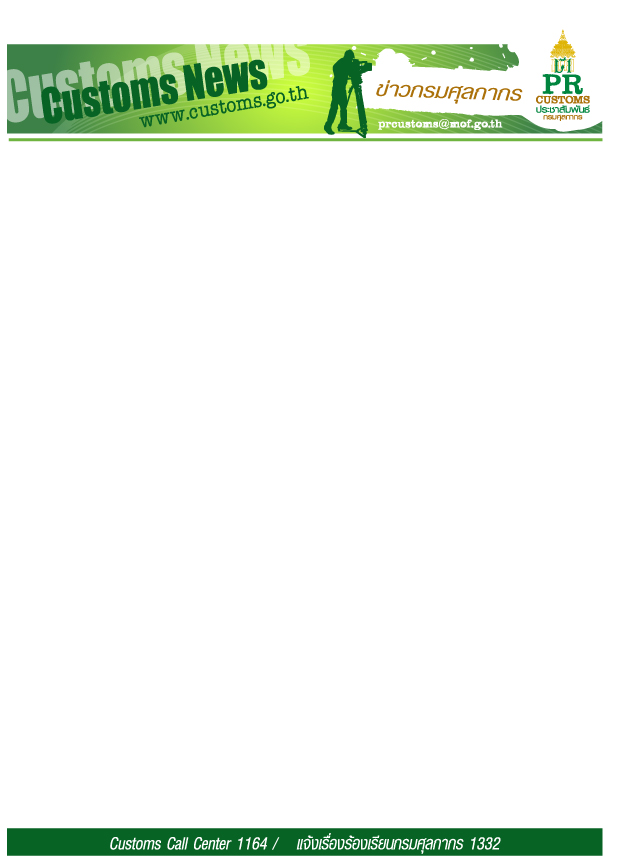 Customs News
Customs News
www.customs.go.th
ข่าวกรมศุลกากร
prcustoms@mof.go.th
PR
CUSTOMS
ประชาสัมพันธ์
กรมศุลกากร
Customs Call Center 1164 / แจ้งเรื่องร้องเรียนกรมศุลกากร 1332